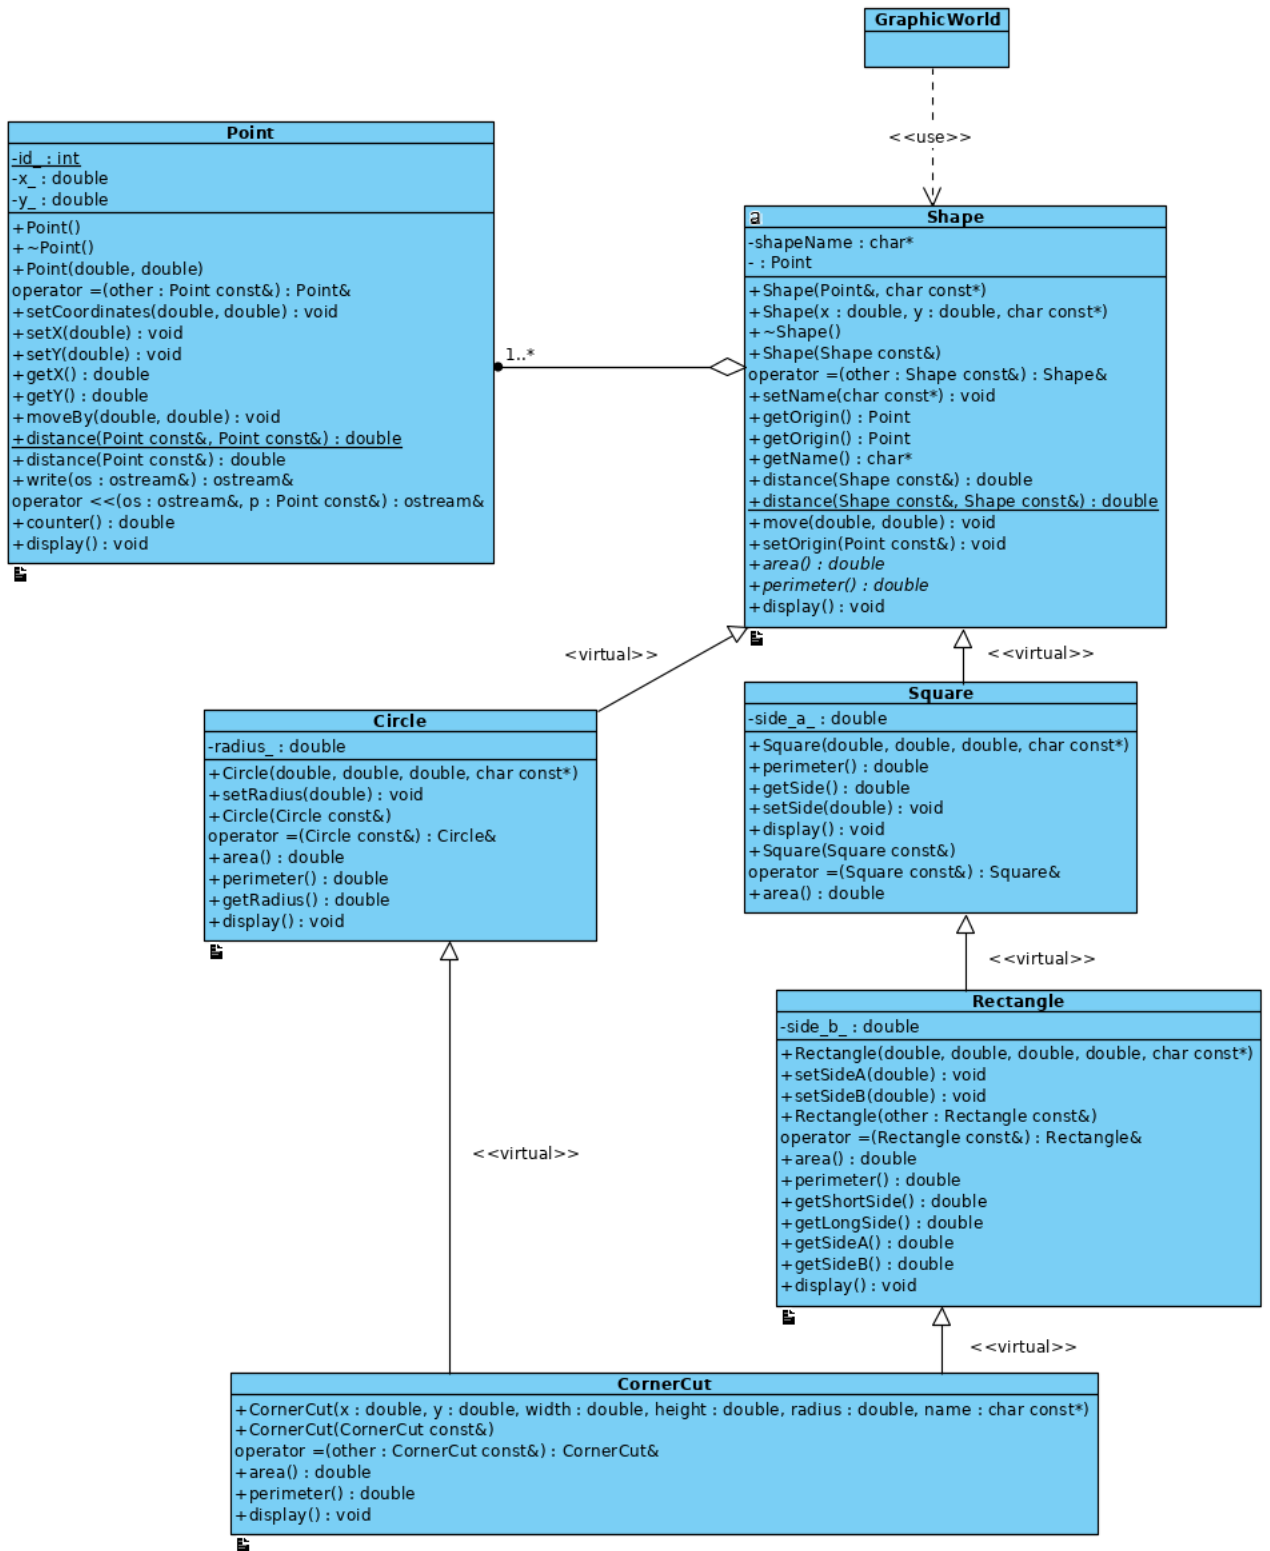 GraphicWorld
<<use>>
Point
-id_ : int
-x_ : double
-y_ : double
+Point()
+~Point()
+Point(double, double)
operator =(other : Point const&) : Point&
+setCoordinates(double, double) : void
+setX(double) : void
+setY(double) : void
+getX() : double
+getY() : double
+moveBy(double, double) : void
+distance(Point const&, Point const&) : double
+distance(Point const&) : double
+write(os : ostream&) : ostream&
operator <<(os : ostream&, p : Point const&) : ostream&
+counter() : double
+display() : void
1..*
a
Shape
-shapeName : char*
- : Point
+Shape(Point&, char const*)
+Shape(x : double, y : double, char const*)
+~Shape()
+Shape(Shape const&)
operator =(other : Shape const&) : Shape&
+setName(char const*) : void
+getOrigin() : Point
+getOrigin() : Point
+getName() : char*
+distance(Shape const&) : double
+distance(Shape const&, Shape const&) : double
+move(double, double) : void
+setOrigin(Point const&) : void
+area() : double
+perimeter() : double
+display() : void
<virtual>>
<<virtual>>
Circle
-radius_ : double
+Circle(double, double, double, char const*)
+setRadius(double) : void
+Circle(Circle const&)
operator =(Circle const&) : Circle&
+area() : double
+perimeter() : double
+getRadius() : double
+display() : void
Square
-side_a_ : double
+Square(double, double, double, char const*)
+perimeter() : double
+getSide() : double
+setSide(double) : void
+display() : void
+Square(Square const&)
operator =(Square const&) : Square&
+area() : double
<<virtual>>
Rectangle
-side_b_ : double
+Rectangle(double, double, double, double, char const*)
+setSideA(double) : void
+setSideB(double) : void
+Rectangle(other : Rectangle const&)
operator =(Rectangle const&) : Rectangle&
+area() : double
+perimeter() : double
+getShortSide() : double
+getLongSide() : double
+getSideA() : double
+getSideB() : double
+display() : void
<<virtual>>
<<virtual>>
CornerCut
+CornerCut(x : double, y : double, width : double, height : double, radius : double, name : char const*)
+CornerCut(CornerCut const&)
operator =(other : CornerCut const&) : CornerCut&
+area() : double
+perimeter() : double
+display() : void